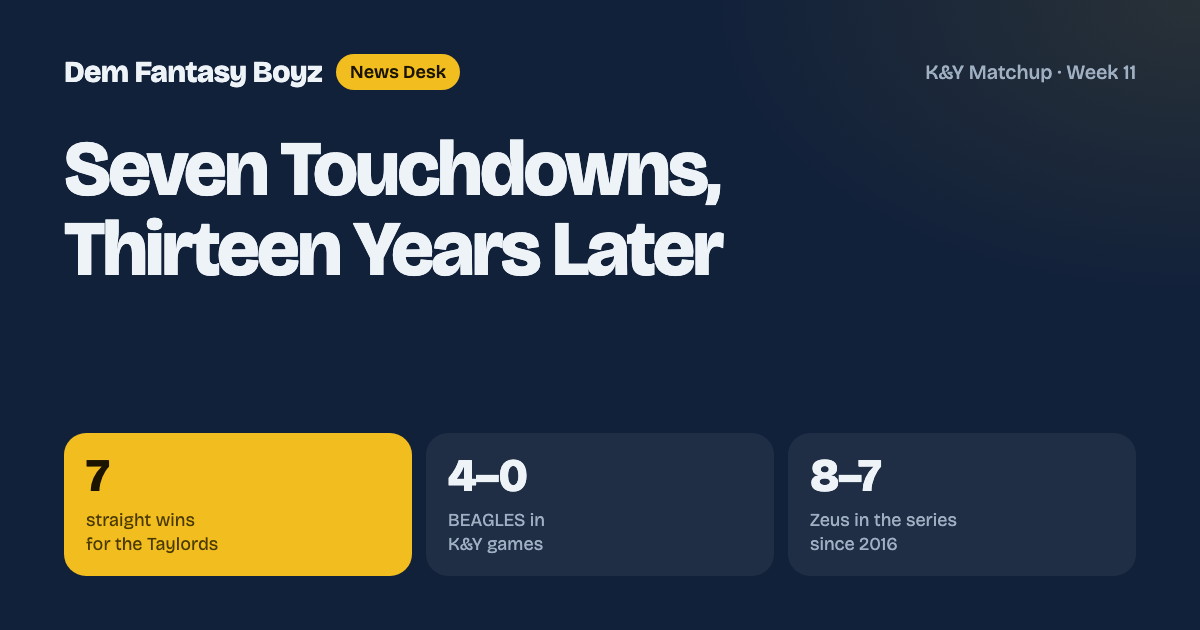 Dem Fantasy Boyz News Desk
K&Y Matchup · Week 11
Seven Touchdowns,
Thirteen Years Later
7
straight wins
for the Taylords
4–0
BEAGLES in
K&Y games
8–7
Zeus in the series
since 2016